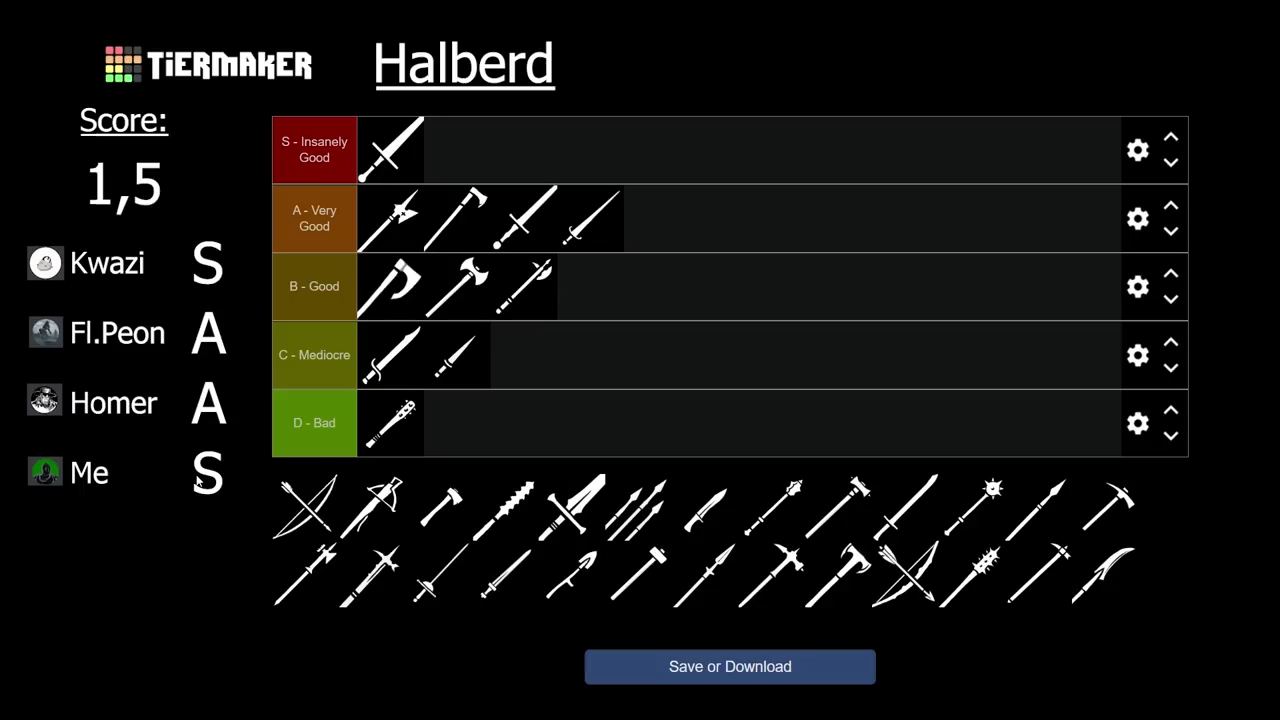 TiERMAKER
Halberd
Score:
1,5
Kwazi S
Fl.Peon A
Homer A
Me S
S - Insanely
Good
A - Very
Good
B - Good
C - Mediocre
D - Bad
Save or Download